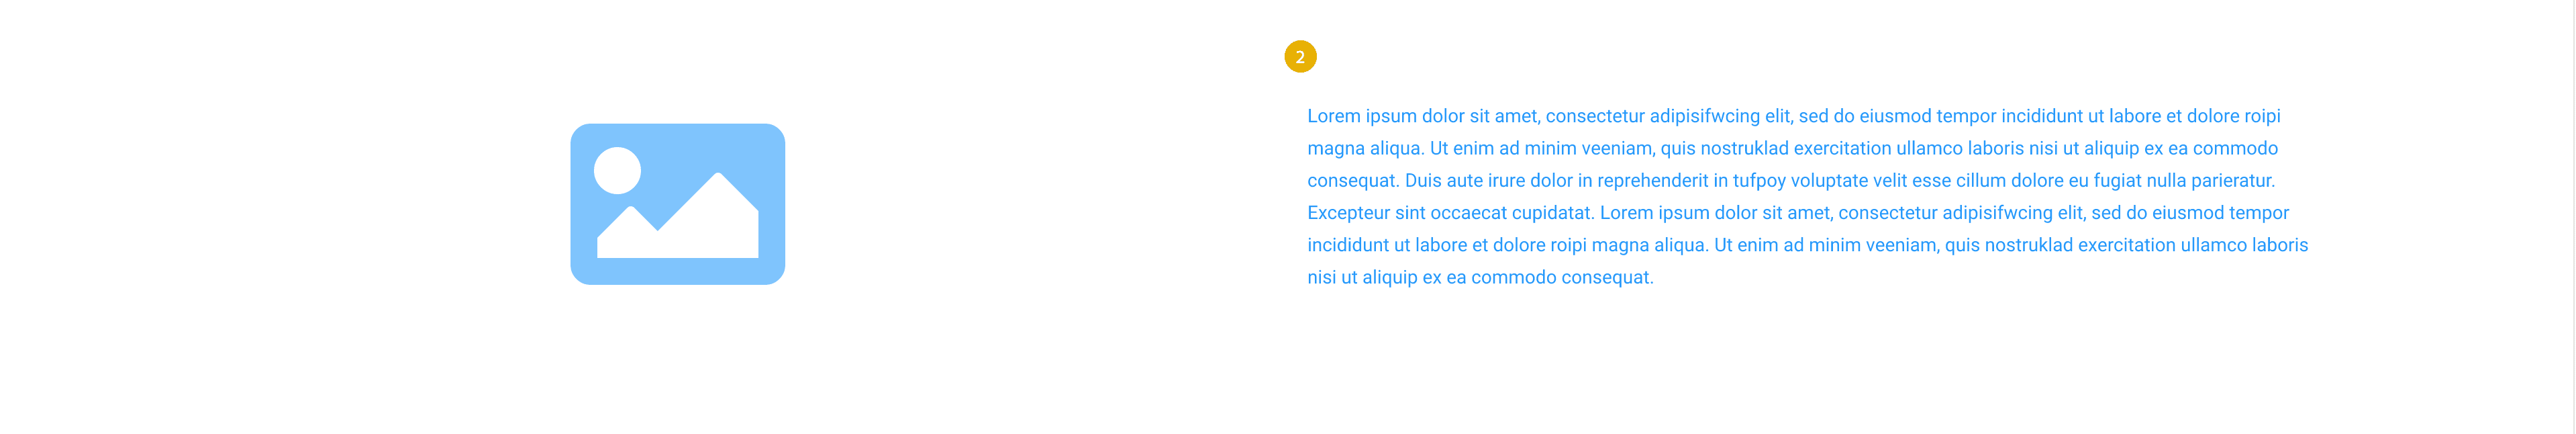 2
Lorem ipsum dolor sit amet, consectetur adipisifwcing elit, sed do eiusmod tempor incididunt ut labore et dolore roipi
magna aliqua. Ut enim ad minim veeniam, quis nostruklad exercitation ullamco laboris nisi ut aliquip ex ea commodo
consequat. Duis aute irure dolor in reprehenderit in tufpoy voluptate velit esse cillum dolore eu fugiat nulla parieratur.
Excepteur sint occaecat cupidatat. Lorem ipsum dolor sit amet, consectetur adipisifwcing elit, sed do eiusmod tempor
incididunt ut labore et dolore roipi magna aliqua. Ut enim ad minim veeniam, quis nostruklad exercitation ullamco laboris
nisi ut aliquip ex ea commodo consequat.